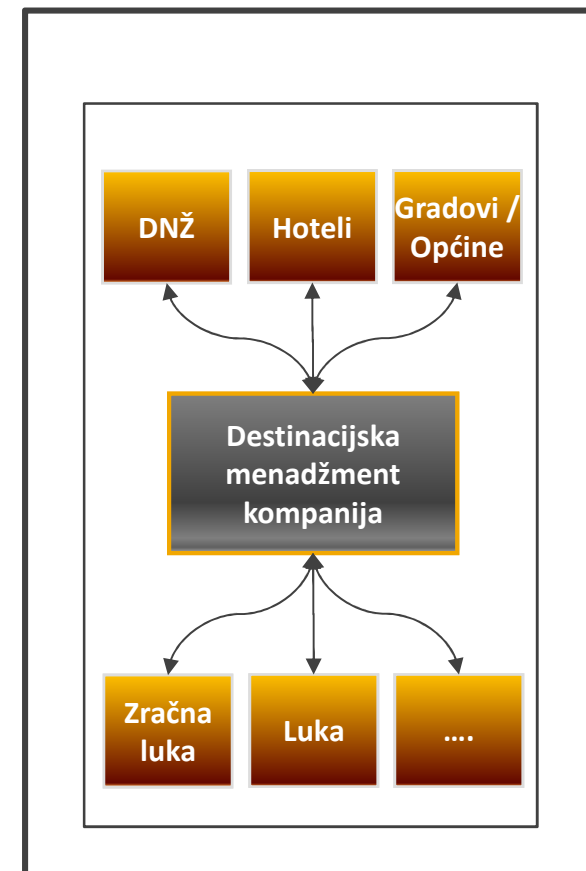 DNŽ
Hoteli
Gradovi /
Općine
Destinacijska
menadžment
kompanija
Zračna
luka
Luka
....